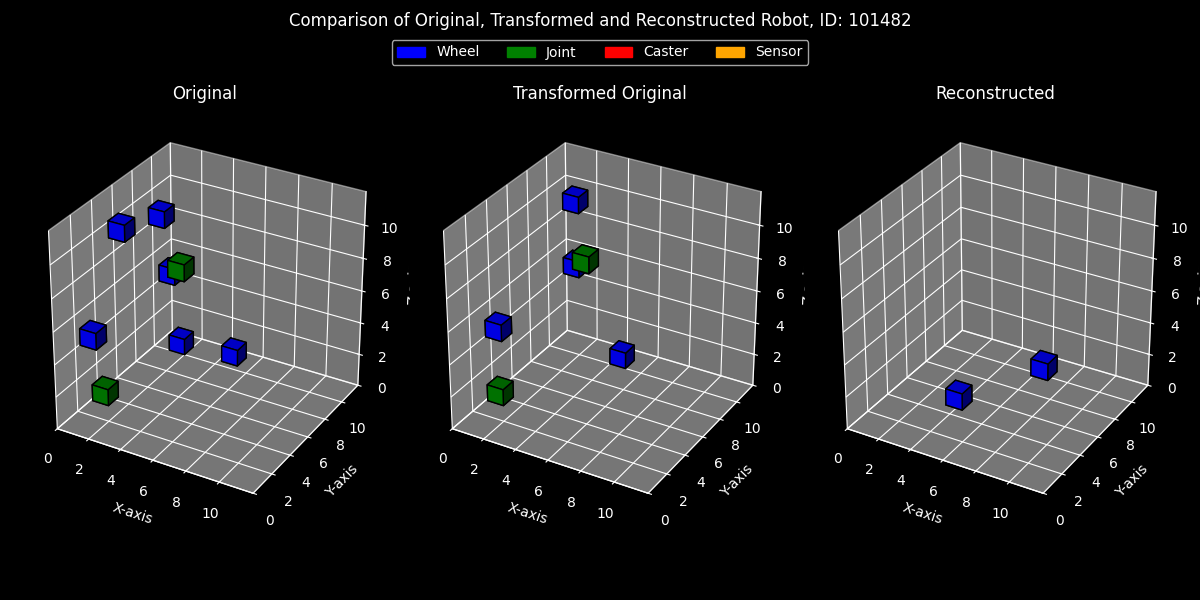 Comparison of Original, Transformed and Reconstructed Robot, ID: 101482
Wheel Joint Caster Sensor
Original Transformed Original Reconstructed
10
8
6
4
2
0
0 2 4 6 8 10
0 2 4 6 8 10
X-axis Y-axis
10
8
6
4
2
0
0 2 4 6 8 10
0 2 4 6 8 10
X-axis Y-axis
10
8
6
4
2
0
0 2 4 6 8 10
0 2 4 6 8 10
X-axis Y-axis